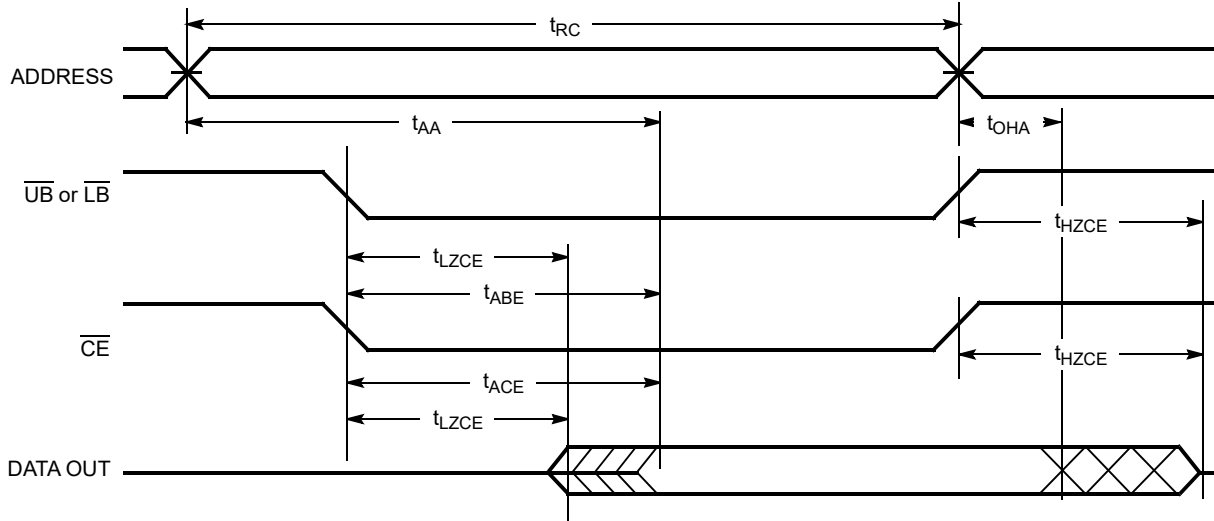 tRC
ADDRESS
tAA
tOHA
UB or LB
tHZCE
tLZCE
tABE
CE
tHZCE
tACE
tLZCE
DATA OUT